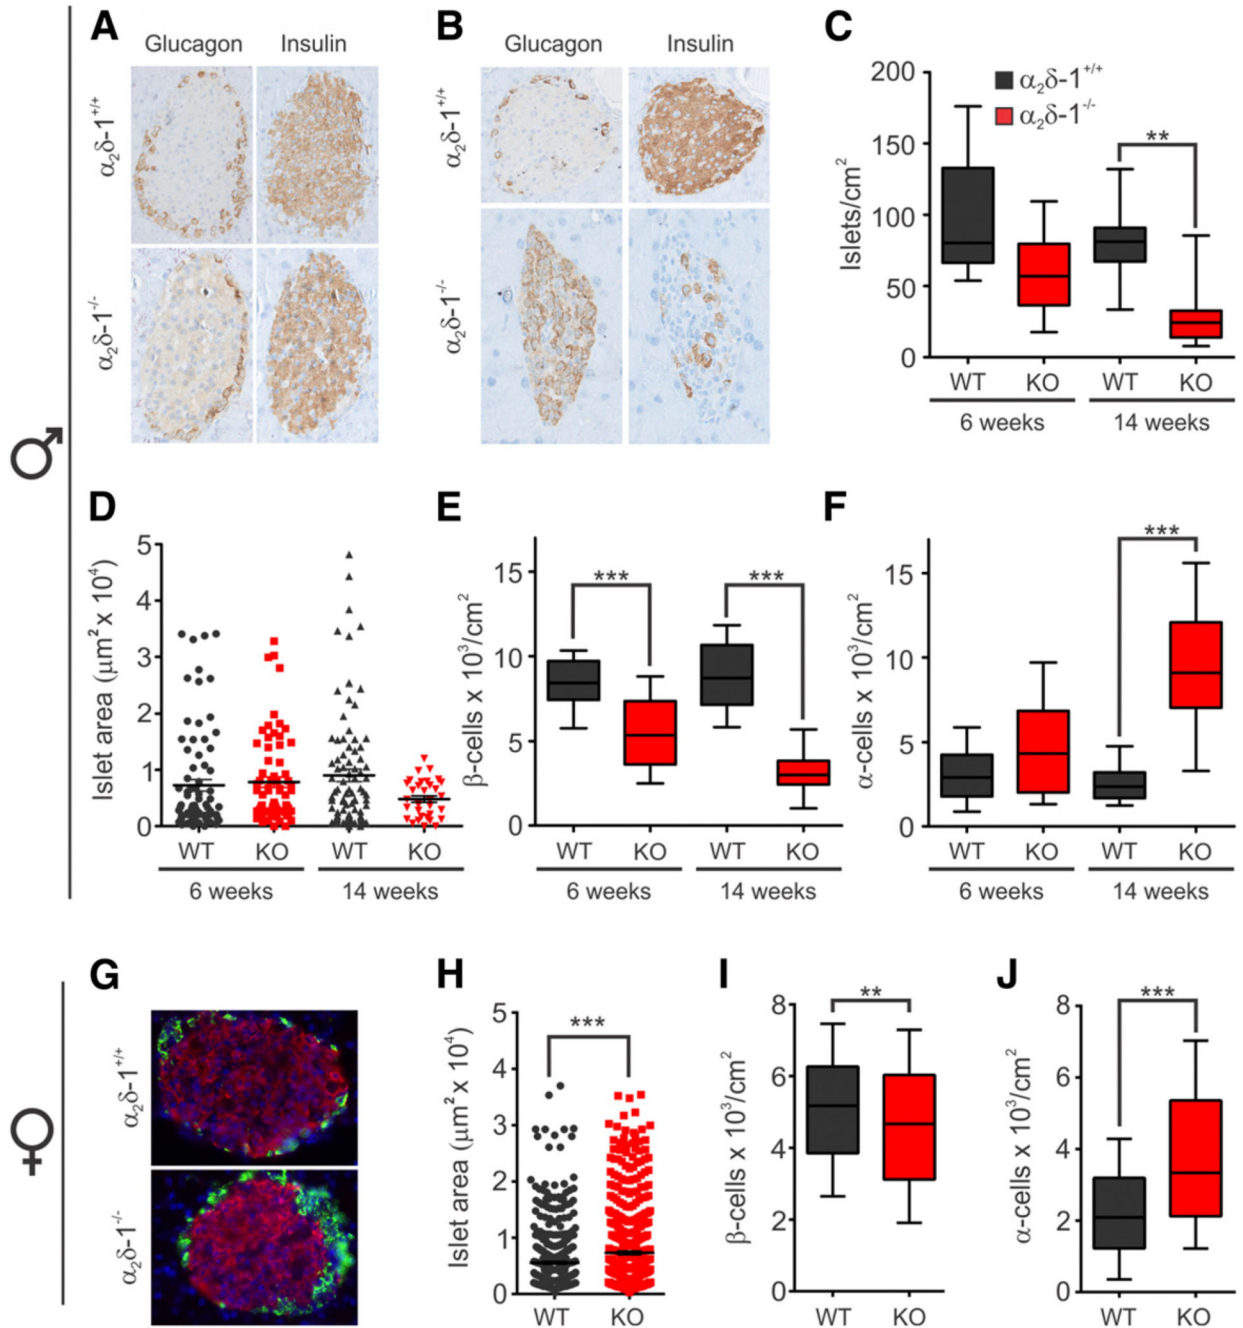 A
Glucagon Insulin
α₂δ-1⁺/⁺
α₂δ-1⁻/⁻
B
Glucagon Insulin
α₂δ-1⁺/⁺
α₂δ-1⁻/⁻
C
Islets/cm²
200
150
100
50
0
α₂δ-1⁺/⁺
α₂δ-1⁻/⁻
**
WT KO WT KO
6 weeks 14 weeks
♂
D
Islet area (μm² x 10⁴)
5
4
3
2
1
0
WT KO WT KO
6 weeks 14 weeks
E
β-cells x 10³/cm²
15
10
5
0
*** ***
WT KO WT KO
6 weeks 14 weeks
F
α-cells x 10³/cm²
15
10
5
0
***
WT KO WT KO
6 weeks 14 weeks
♀
G
α₂δ-1⁺/⁺
α₂δ-1⁻/⁻
H
Islet area (μm² x 10⁴)
5
4
3
2
1
0
***
WT KO
I
β-cells x 10³/cm²
8
6
4
2
0
**
WT KO
J
α-cells x 10³/cm²
8
6
4
2
0
***
WT KO